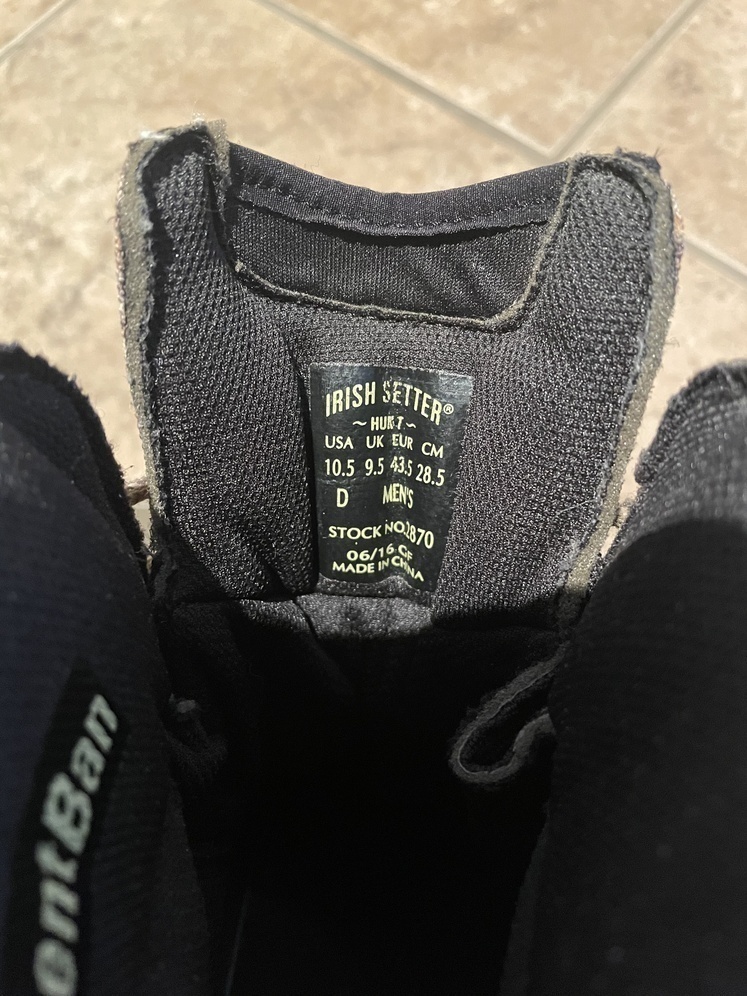 IRISH SETTER®
~ HUNT ~
USA UK EUR CM
10.5 9.5 43.5 28.5
D MEN'S
STOCK NO.2870
06/16 CF
MADE IN CHINA
entBan